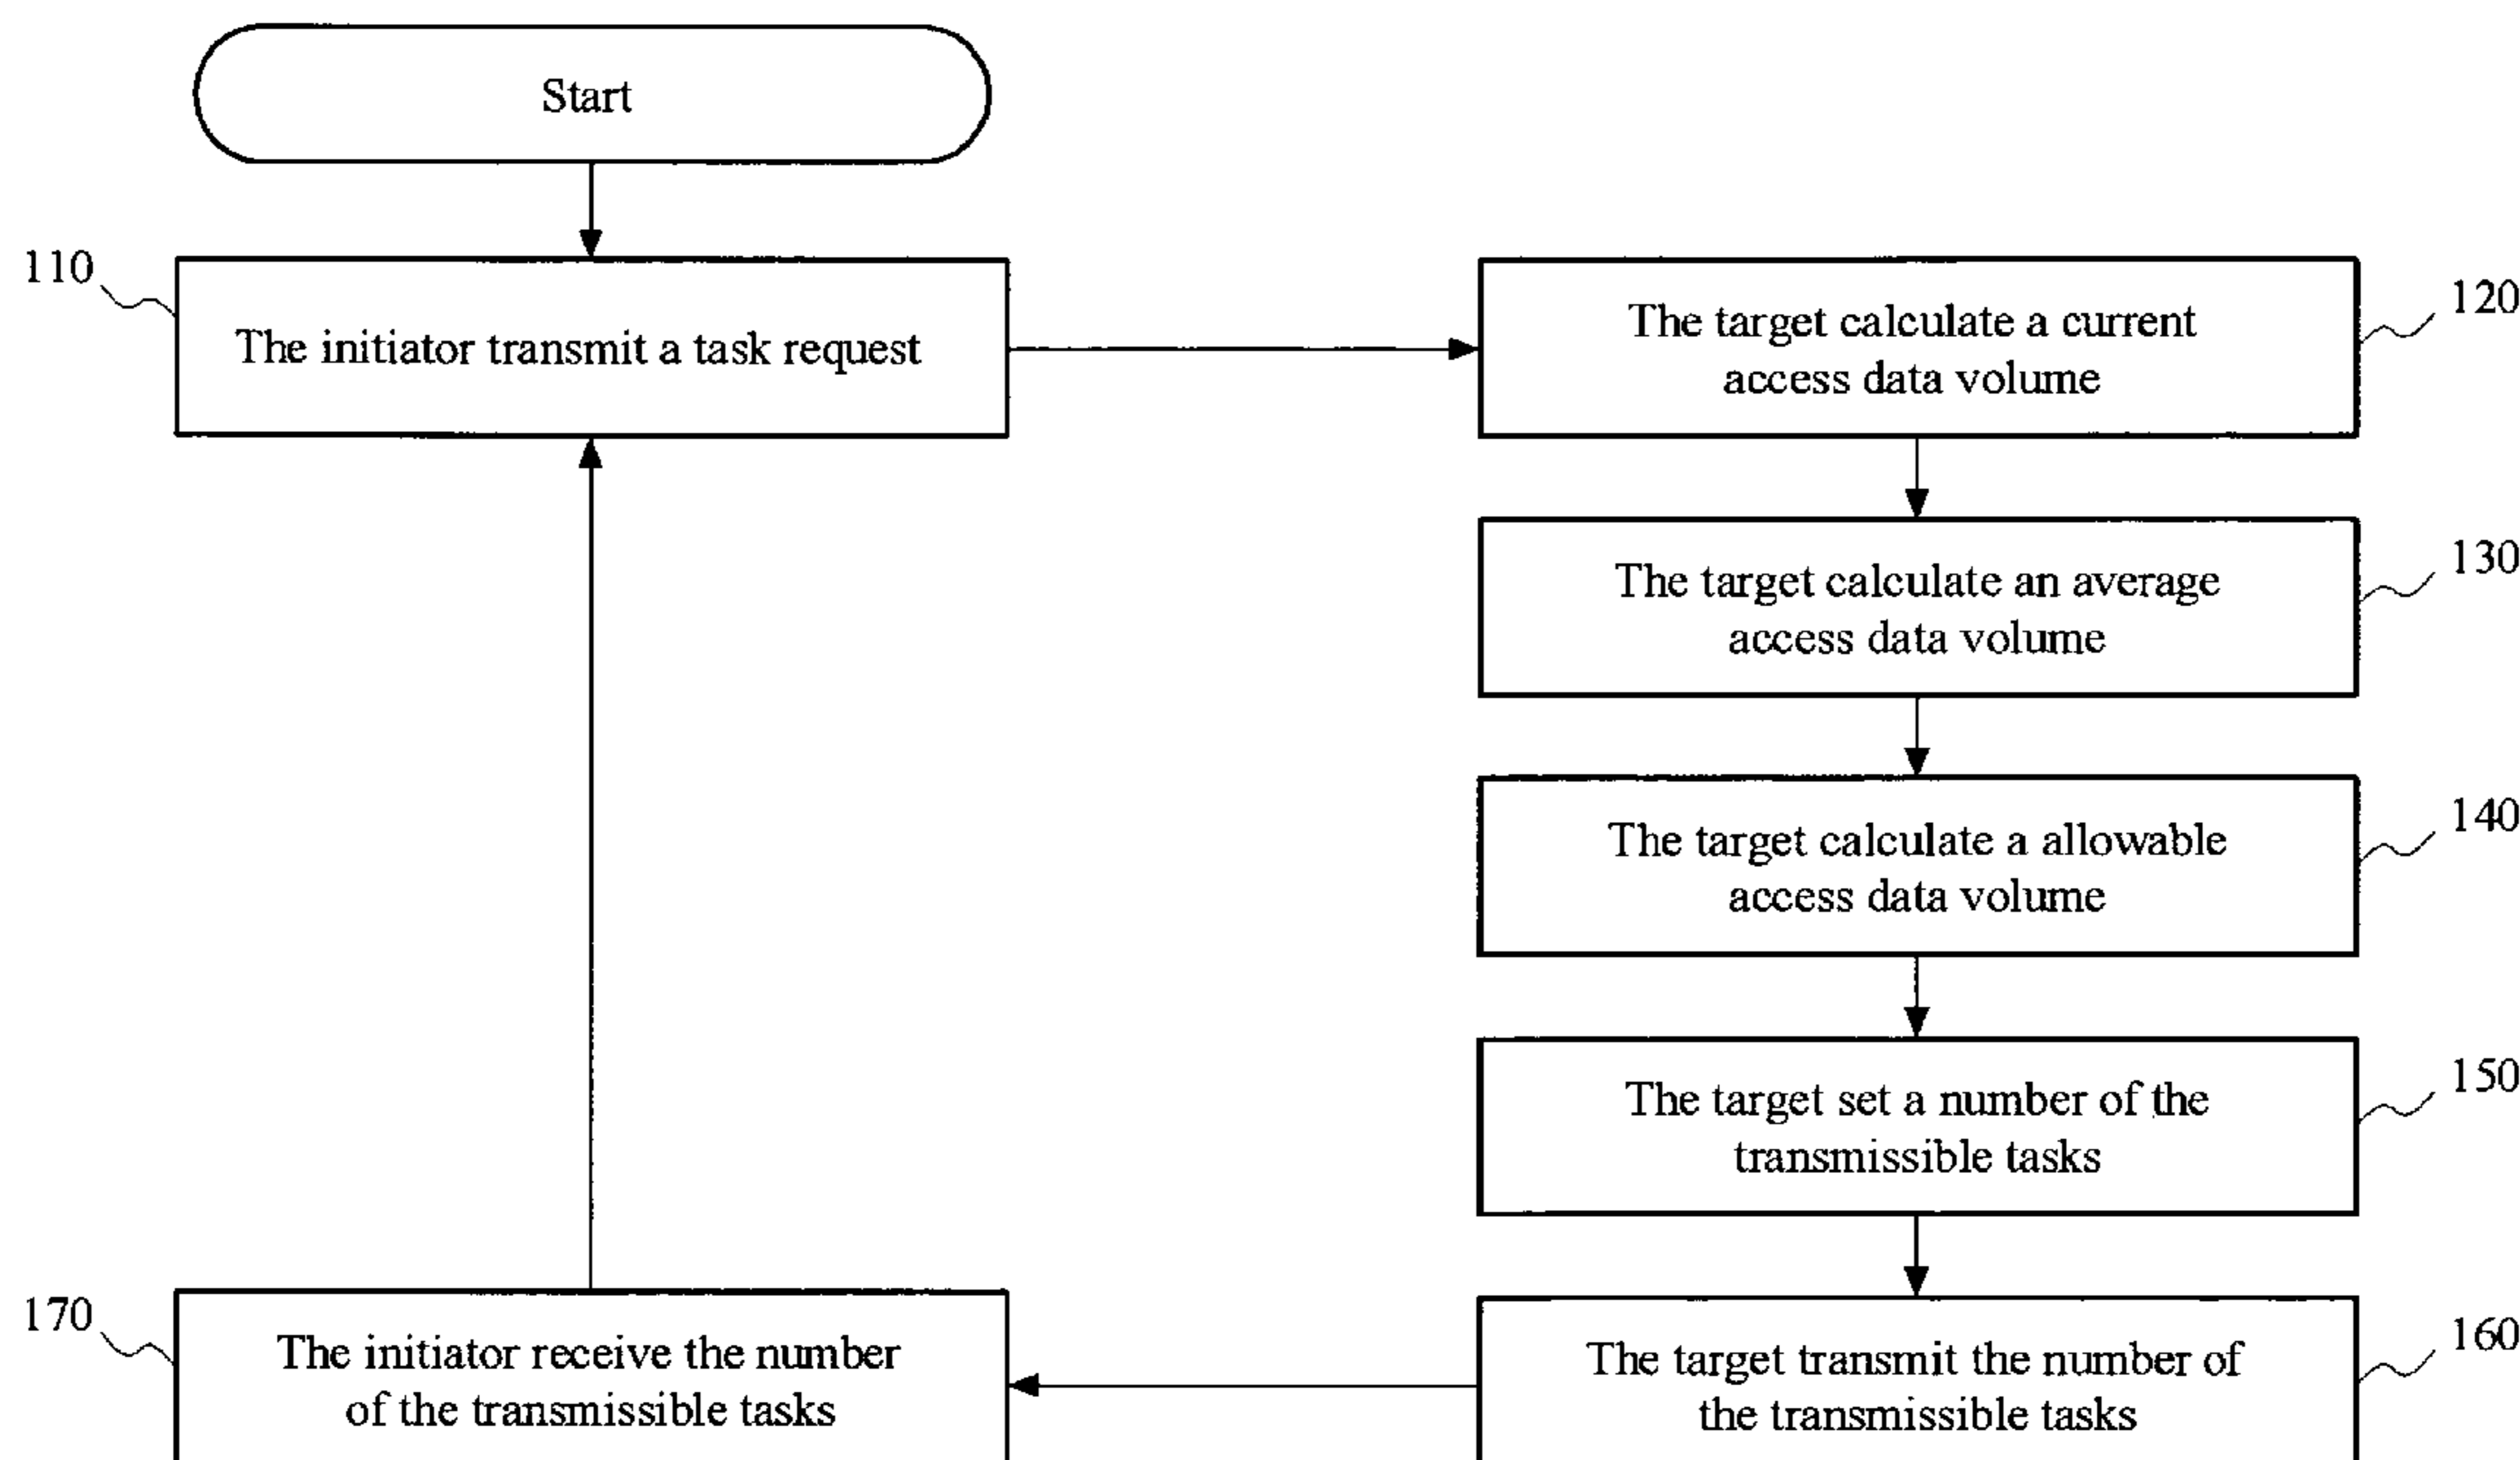 Start
110
The initiator transmit a task request
120
The target calculate a current
access data volume
130
The target calculate an average
access data volume
140
The target calculate a allowable
access data volume
150
The target set a number of the
transmissible tasks
160
The target transmit the number of
the transmissible tasks
170
The initiator receive the number
of the transmissible tasks